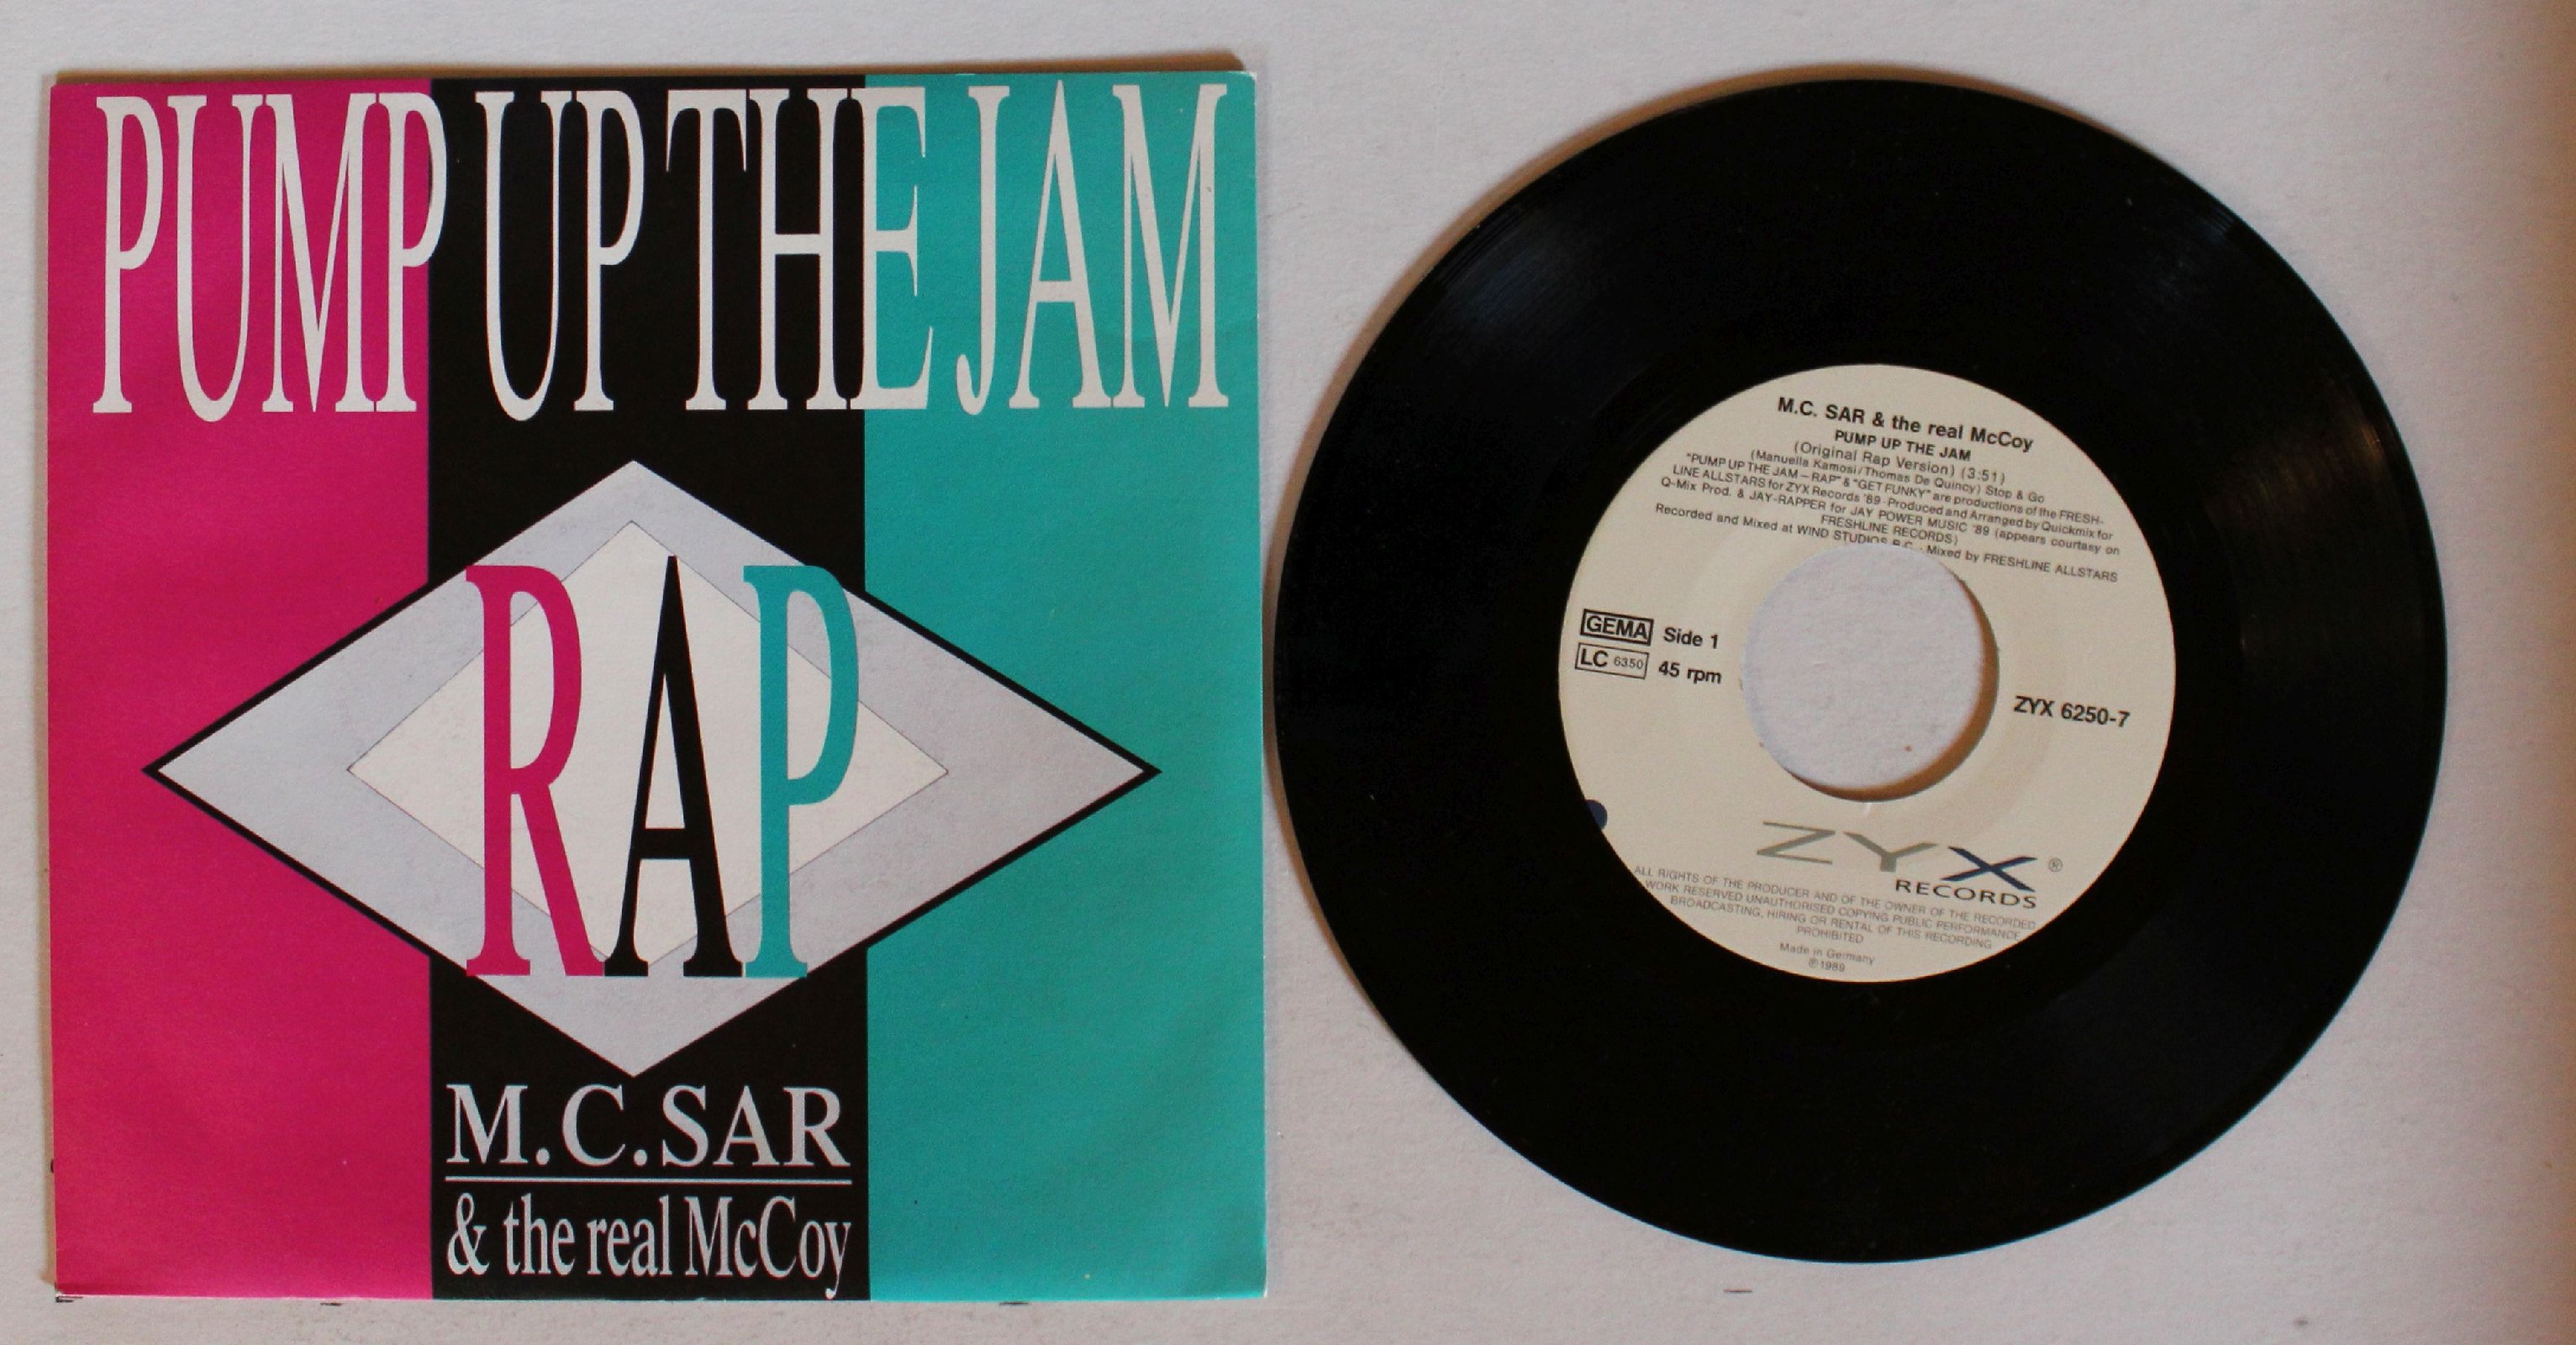 PUMP UP THE JAM
RAP
M.C.SAR
& the real McCoy
M.C. SAR & the real McCoy
PUMP UP THE JAM
(Original Rap Version) (3:51)
(Manuella Kamosi/Thomas De Quincy) Stop & Go
"PUMP UP THE JAM – RAP" & "GET FUNKY" are productions of the FRESH-
LINE ALLSTARS for ZYX Records '89 - Produced and Arranged by Quickmix for
Q-Mix Prod. & JAY-RAPPER for JAY POWER MUSIC '89 (appears courtasy on
FRESHLINE RECORDS)
Recorded and Mixed at WIND STUDIOS B.C. - Mixed by FRESHLINE ALLSTARS
GEMA Side 1
LC 6350 45 rpm
ZYX 6250-7
ZYX ®
RECORDS
ALL RIGHTS OF THE PRODUCER AND OF THE OWNER OF THE RECORDED
WORK RESERVED UNAUTHORISED COPYING PUBLIC PERFORMANCE
BROADCASTING, HIRING OR RENTAL OF THIS RECORDING
PROHIBITED
Made in Germany
℗ 1989